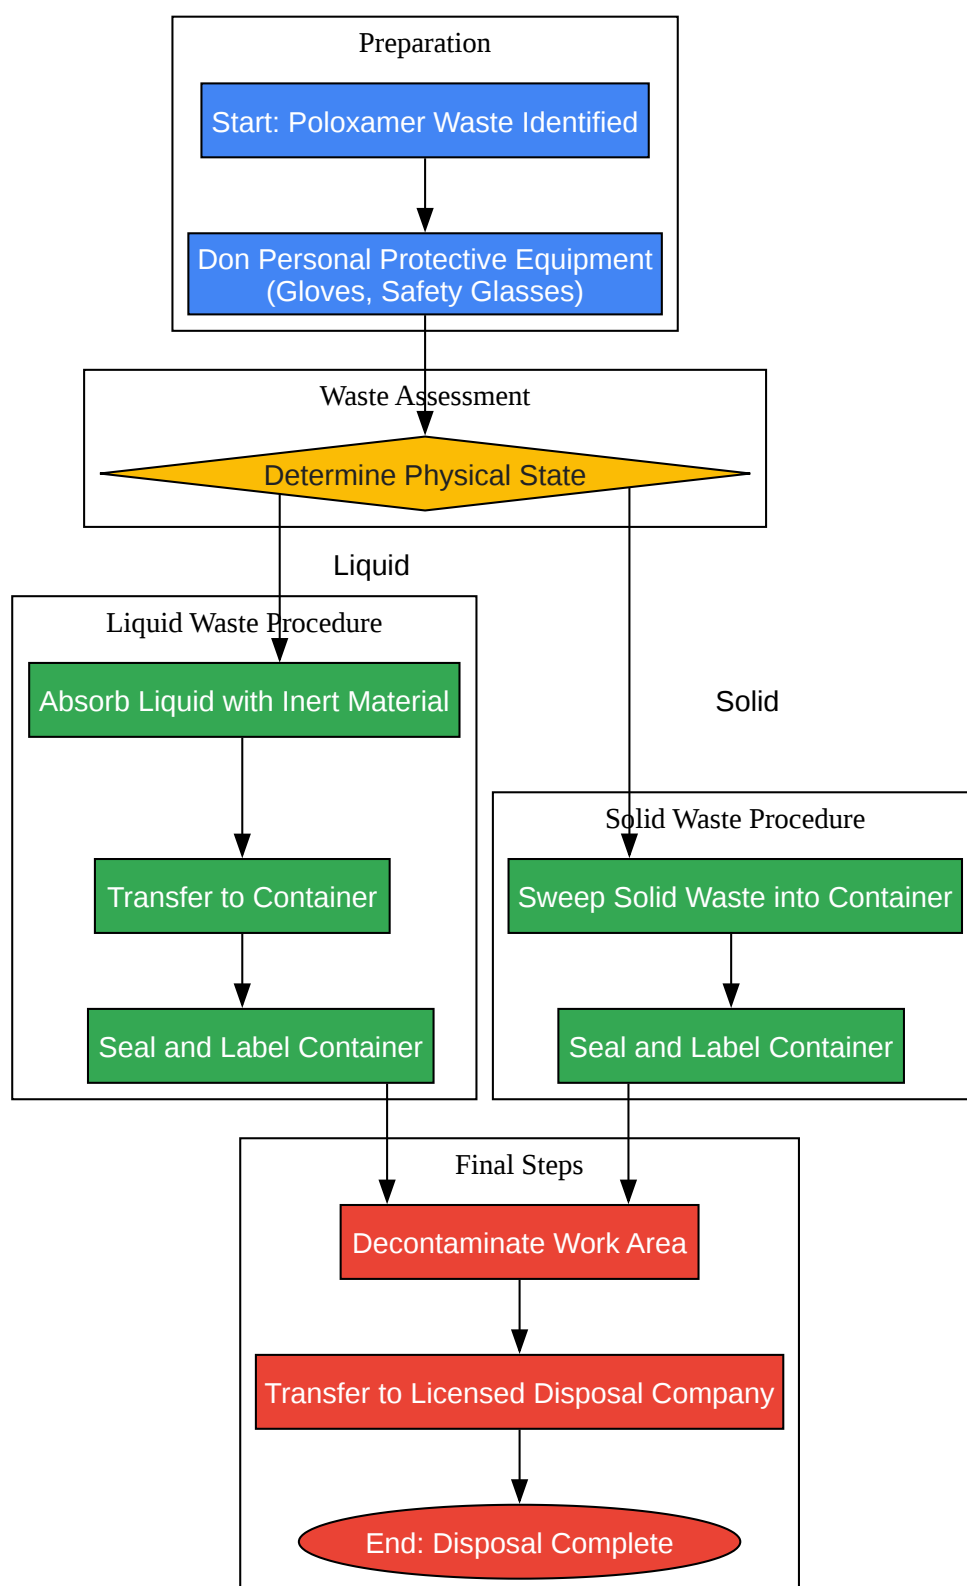 Preparation
Start: Poloxamer Waste Identified
Don Personal Protective Equipment
(Gloves, Safety Glasses)
Waste Assessment
Determine Physical State
Liquid
Liquid Waste Procedure
Absorb Liquid with Inert Material
Solid
Solid Waste Procedure
Transfer to Container
Sweep Solid Waste into Container
Seal and Label Container
Seal and Label Container
Final Steps
Decontaminate Work Area
Transfer to Licensed Disposal Company
End: Disposal Complete